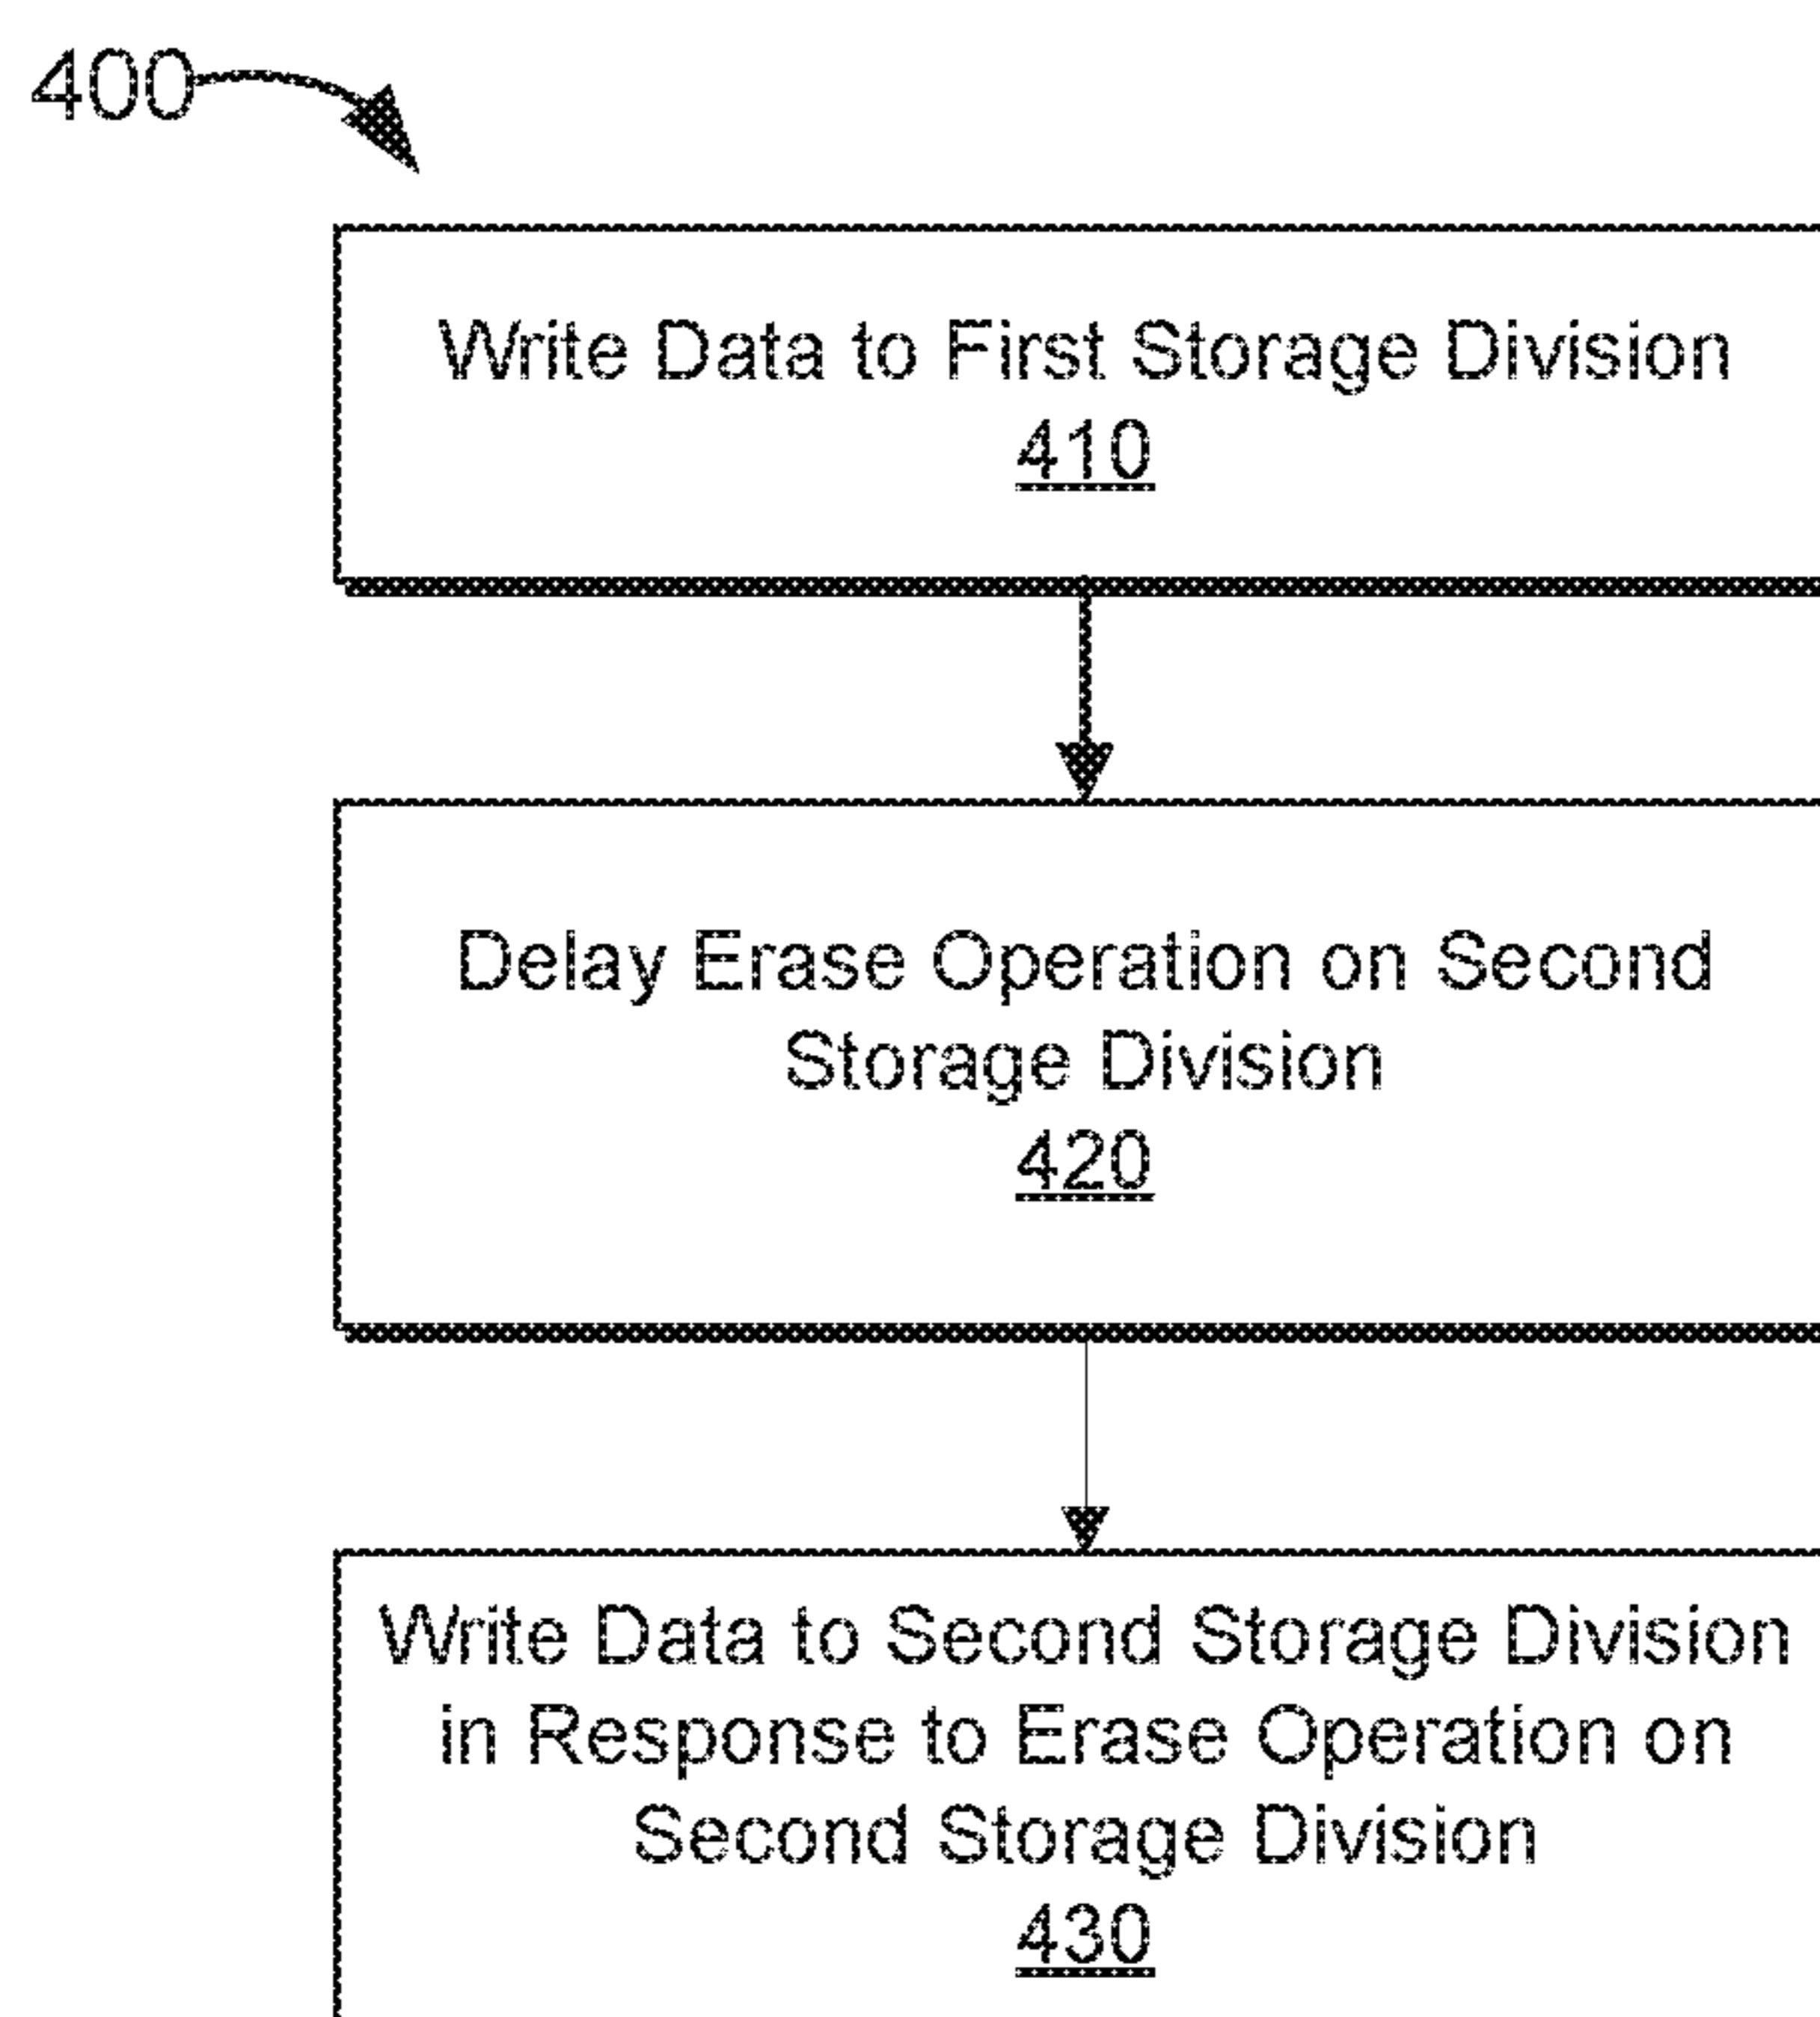 400
Write Data to First Storage Division
410
Delay Erase Operation on Second
Storage Division
420
Write Data to Second Storage Division
in Response to Erase Operation on
Second Storage Division
430